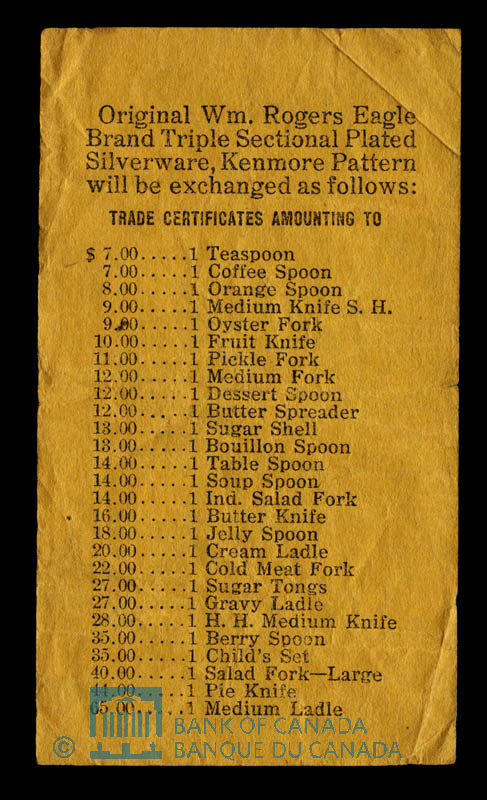 Original Wm. Rogers Eagle
Brand Triple Sectional Plated
Silverware, Kenmore Pattern
will be exchanged as follows:
TRADE CERTIFICATES AMOUNTING TO
$ 7.00.....1 Teaspoon
7.00.....1 Coffee Spoon
8.00.....1 Orange Spoon
9.00.....1 Medium Knife S. H.
9.00.....1 Oyster Fork
10.00.....1 Fruit Knife
11.00.....1 Pickle Fork
12.00.....1 Medium Fork
12.00.....1 Dessert Spoon
12.00.....1 Butter Spreader
13.00.....1 Sugar Shell
13.00.....1 Bouillon Spoon
14.00.....1 Table Spoon
14.00.....1 Soup Spoon
14.00.....1 Ind. Salad Fork
16.00.....1 Butter Knife
18.00.....1 Jelly Spoon
20.00.....1 Cream Ladle
22.00.....1 Cold Meat Fork
27.00.....1 Sugar Tongs
27.00.....1 Gravy Ladle
28.00.....1 H. H. Medium Knife
35.00.....1 Berry Spoon
35.00.....1 Child's Set
40.00.....1 Salad Fork—Large
44.00.....1 Pie Knife
65.00.....1 Medium Ladle
BANK OF CANADA
© BANQUE DU CANADA